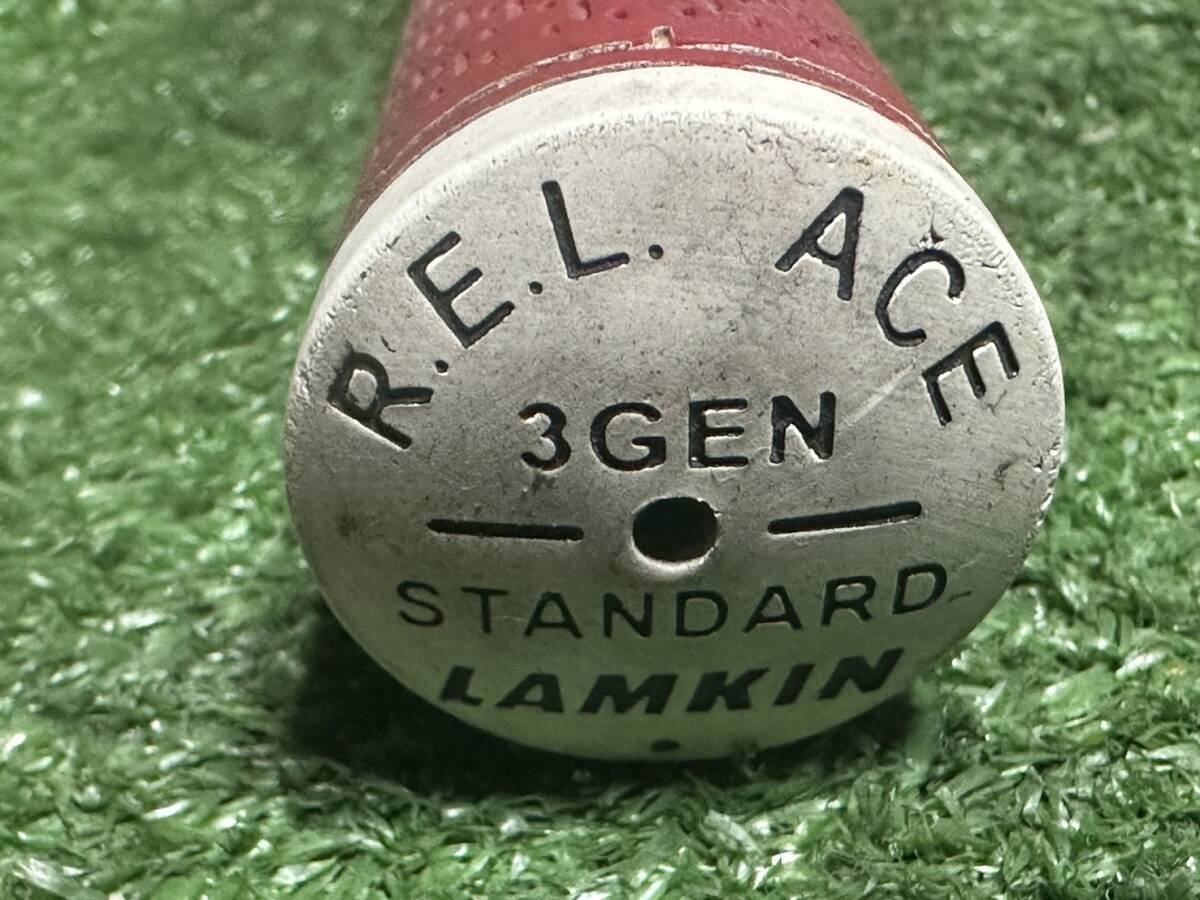 R.E.L. ACE
3GEN
STANDARD
LAMKIN